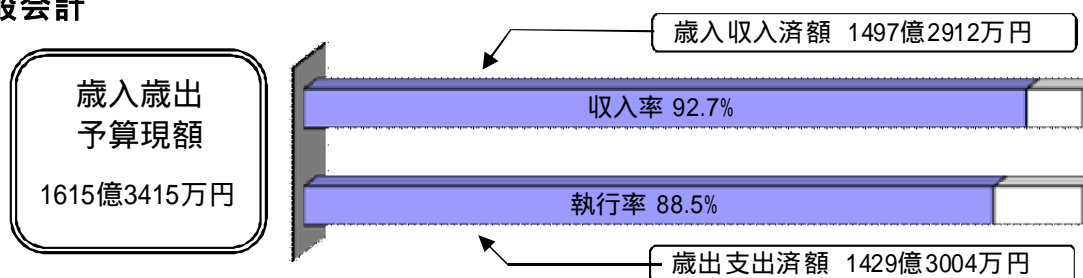 般会計
歳入収入済額 1497億2912万円
歳入歳出
予算現額
1615億3415万円
収入率 92.7%
執行率 88.5%
歳出支出済額 1429億3004万円